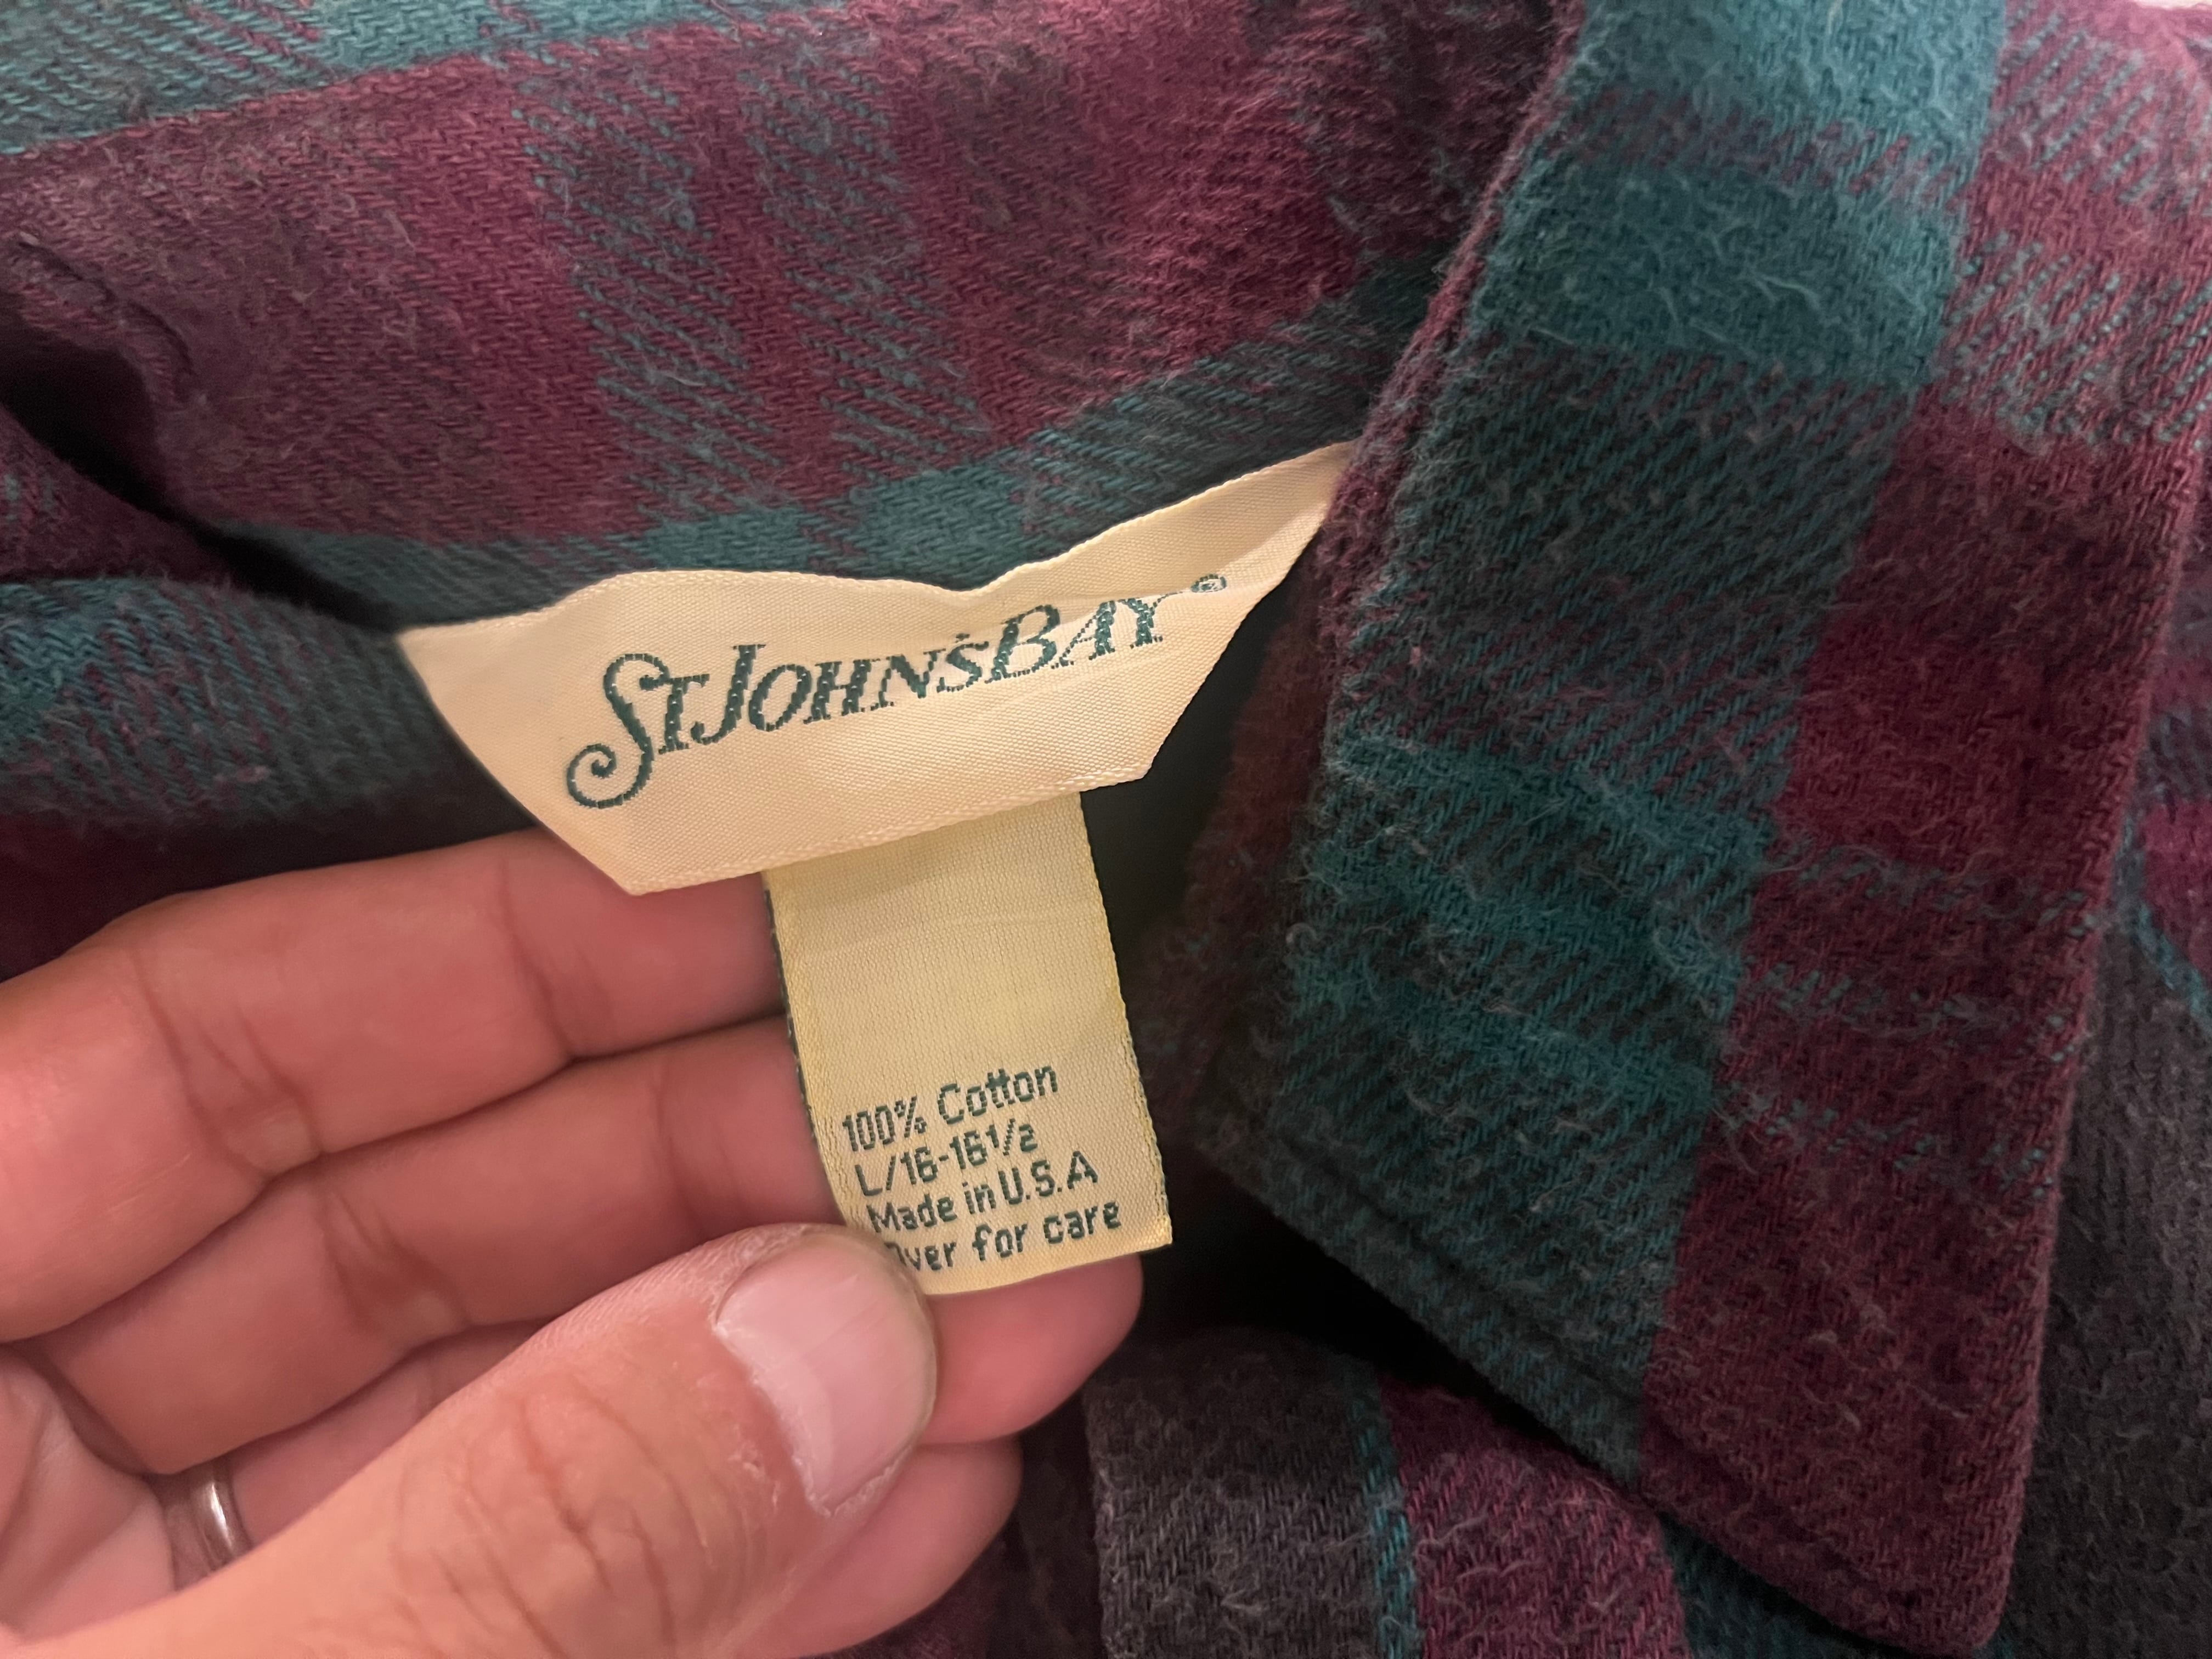 St John's Bay®
100% Cotton
L/16-16½
Made in U.S.A
Over for care